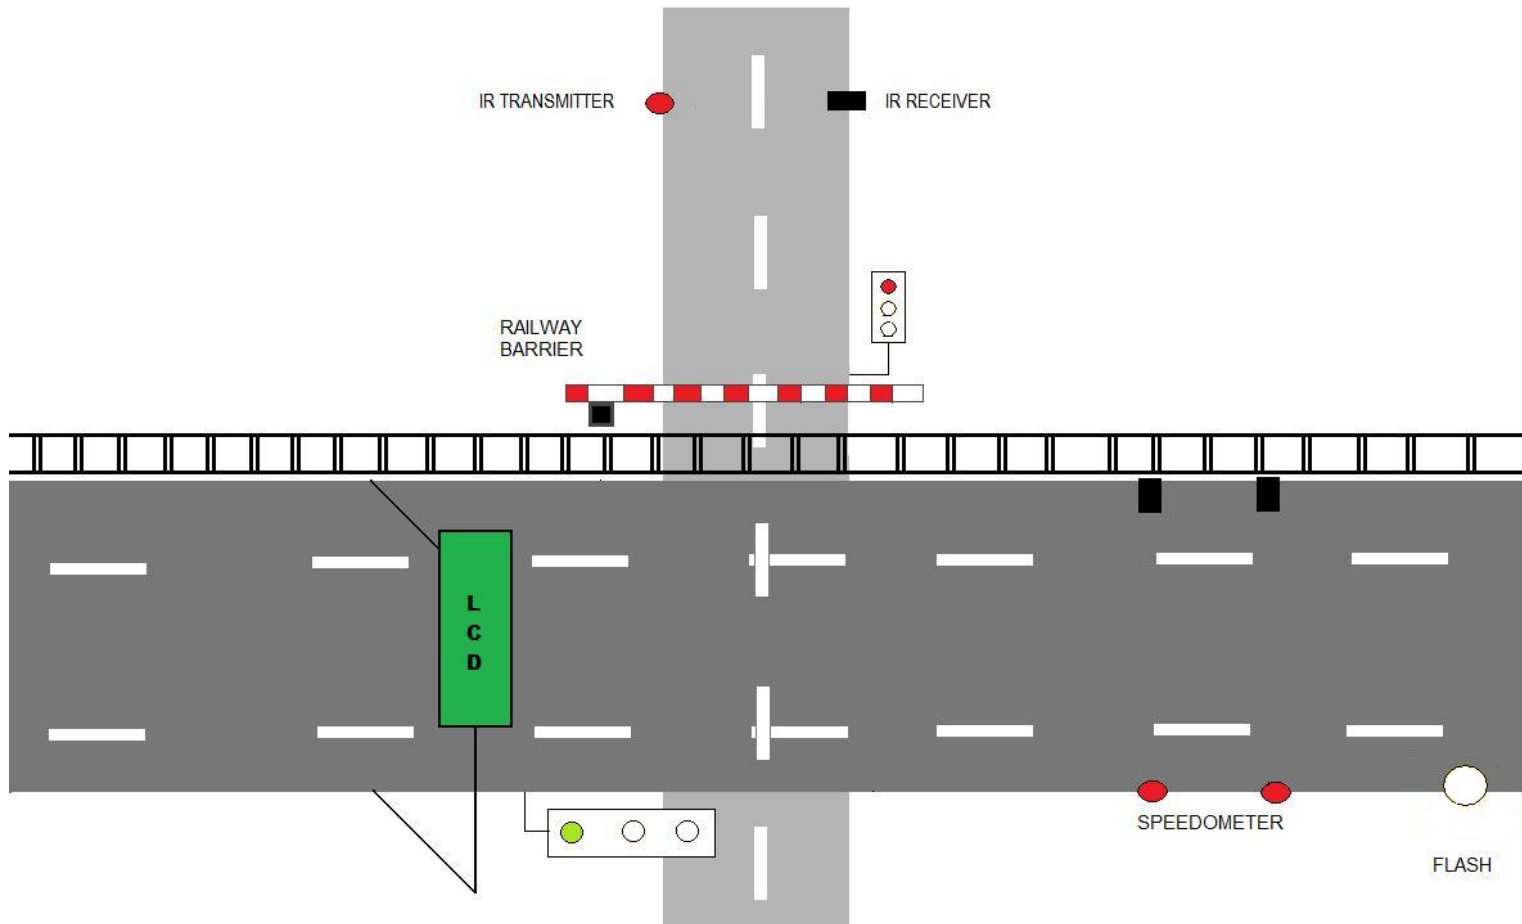 IR TRANSMITTER
IR RECEIVER
RAILWAY
BARRIER
L
C
D
SPEEDOMETER
FLASH